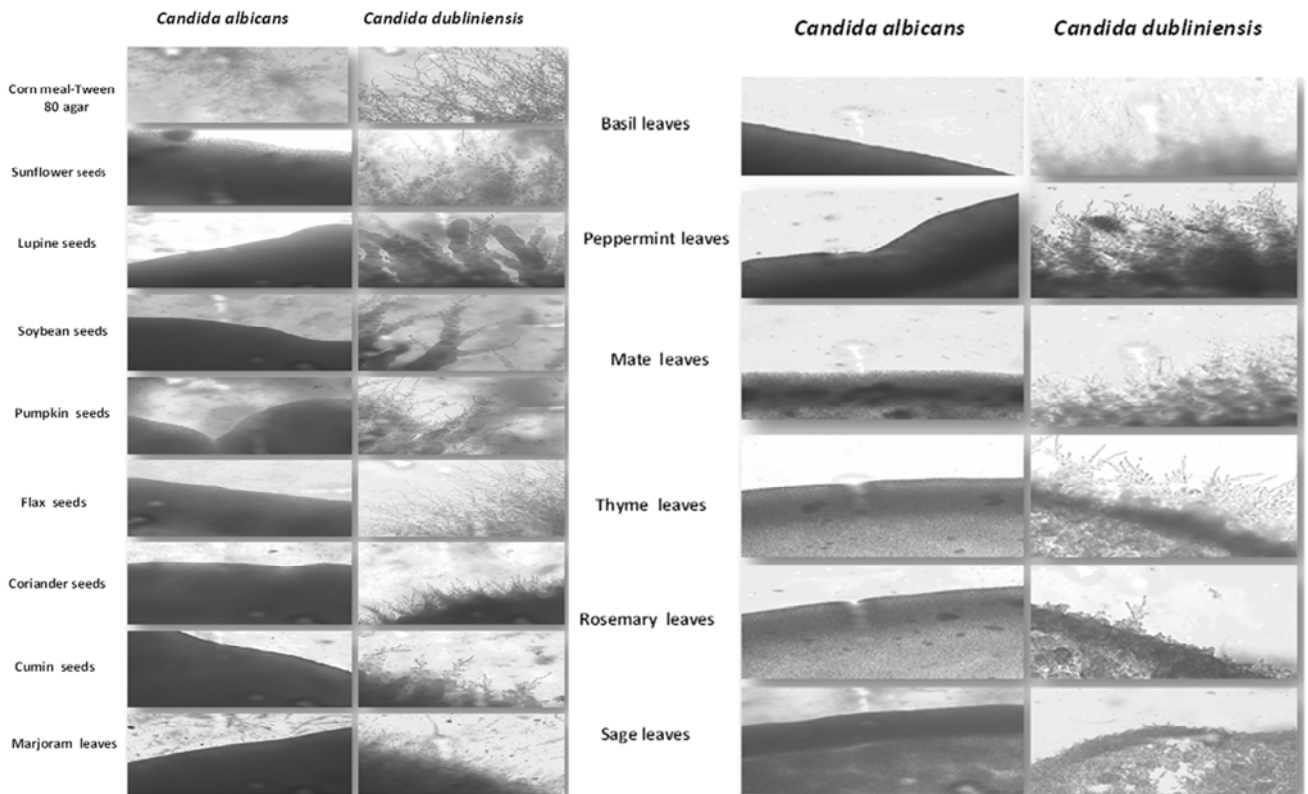 Candida albicans
Candida dubliniensis
Corn meal-Tween
80 agar
Sunflower seeds
Lupine seeds
Soybean seeds
Pumpkin seeds
Flax seeds
Coriander seeds
Cumin seeds
Marjoram leaves
Candida albicans
Candida dubliniensis
Basil leaves
Peppermint leaves
Mate leaves
Thyme leaves
Rosemary leaves
Sage leaves